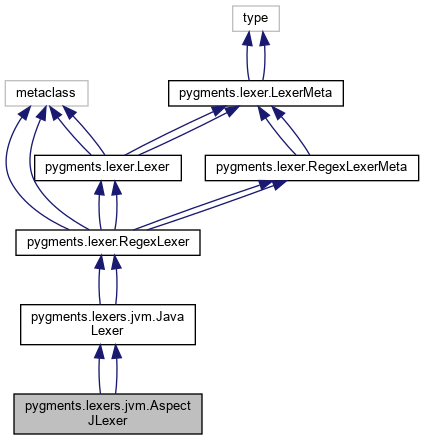 type
metaclass
pygments.lexer.LexerMeta
pygments.lexer.Lexer
pygments.lexer.RegexLexerMeta
pygments.lexer.RegexLexer
pygments.lexers.jvm.Java
Lexer
pygments.lexers.jvm.Aspect
JLexer